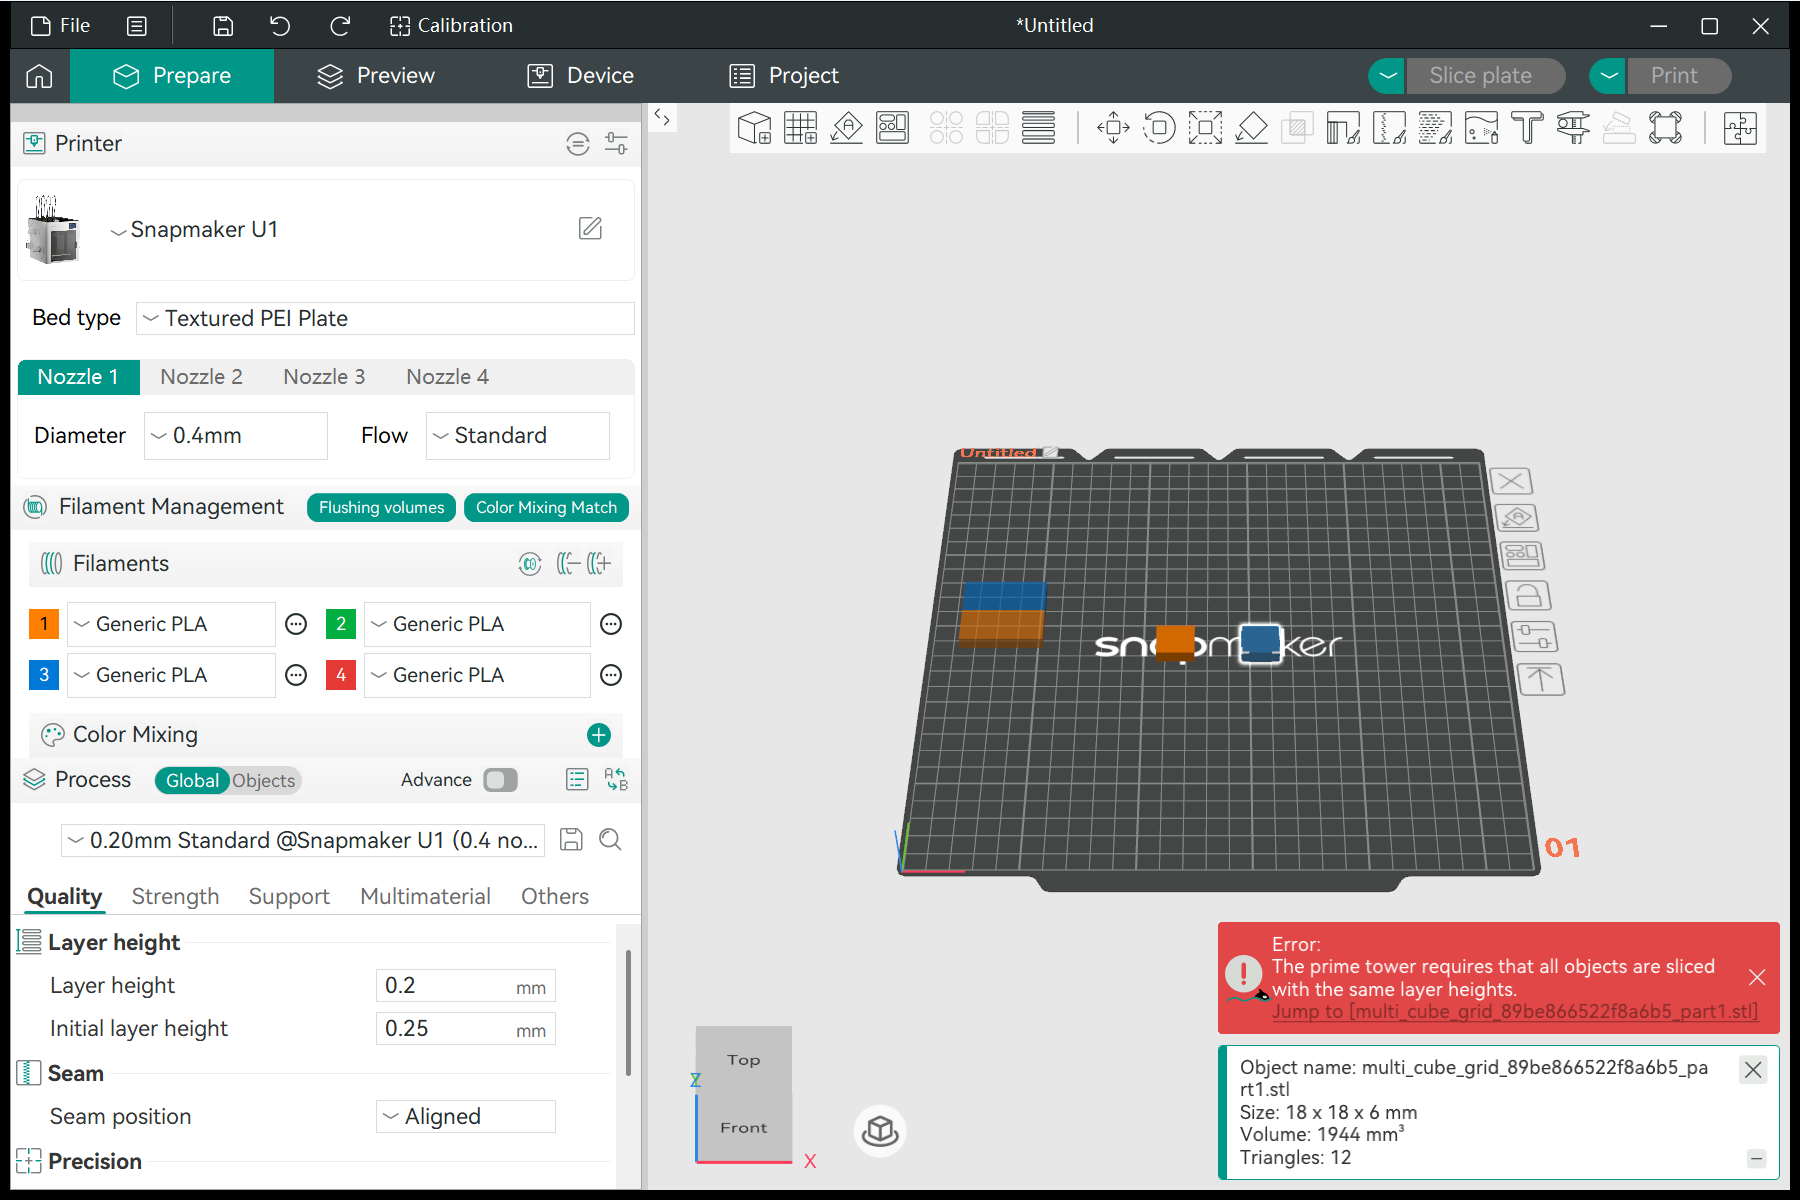 File
Calibration
*Untitled
Prepare
Preview
Device
Project
Slice plate
Print
Printer
Snapmaker U1
Bed type
Textured PEI Plate
Nozzle 1
Nozzle 2
Nozzle 3
Nozzle 4
Diameter
0.4mm
Flow
Standard
Filament Management
Flushing volumes
Color Mixing Match
Filaments
1
Generic PLA
2
Generic PLA
3
Generic PLA
4
Generic PLA
Color Mixing
Process
Global
Objects
Advance
0.20mm Standard @Snapmaker U1 (0.4 no...
Quality
Strength
Support
Multimaterial
Others
Layer height
Layer height
0.2
mm
Initial layer height
0.25
mm
Seam
Seam position
Aligned
Precision
Untitled
01
Top
Front
Z
X
Error:
The prime tower requires that all objects are sliced
with the same layer heights.
Jump to [multi_cube_grid_89be866522f8a6b5_part1.stl]
Object name: multi_cube_grid_89be866522f8a6b5_pa
rt1.stl
Size: 18 x 18 x 6 mm
Volume: 1944 mm³
Triangles: 12